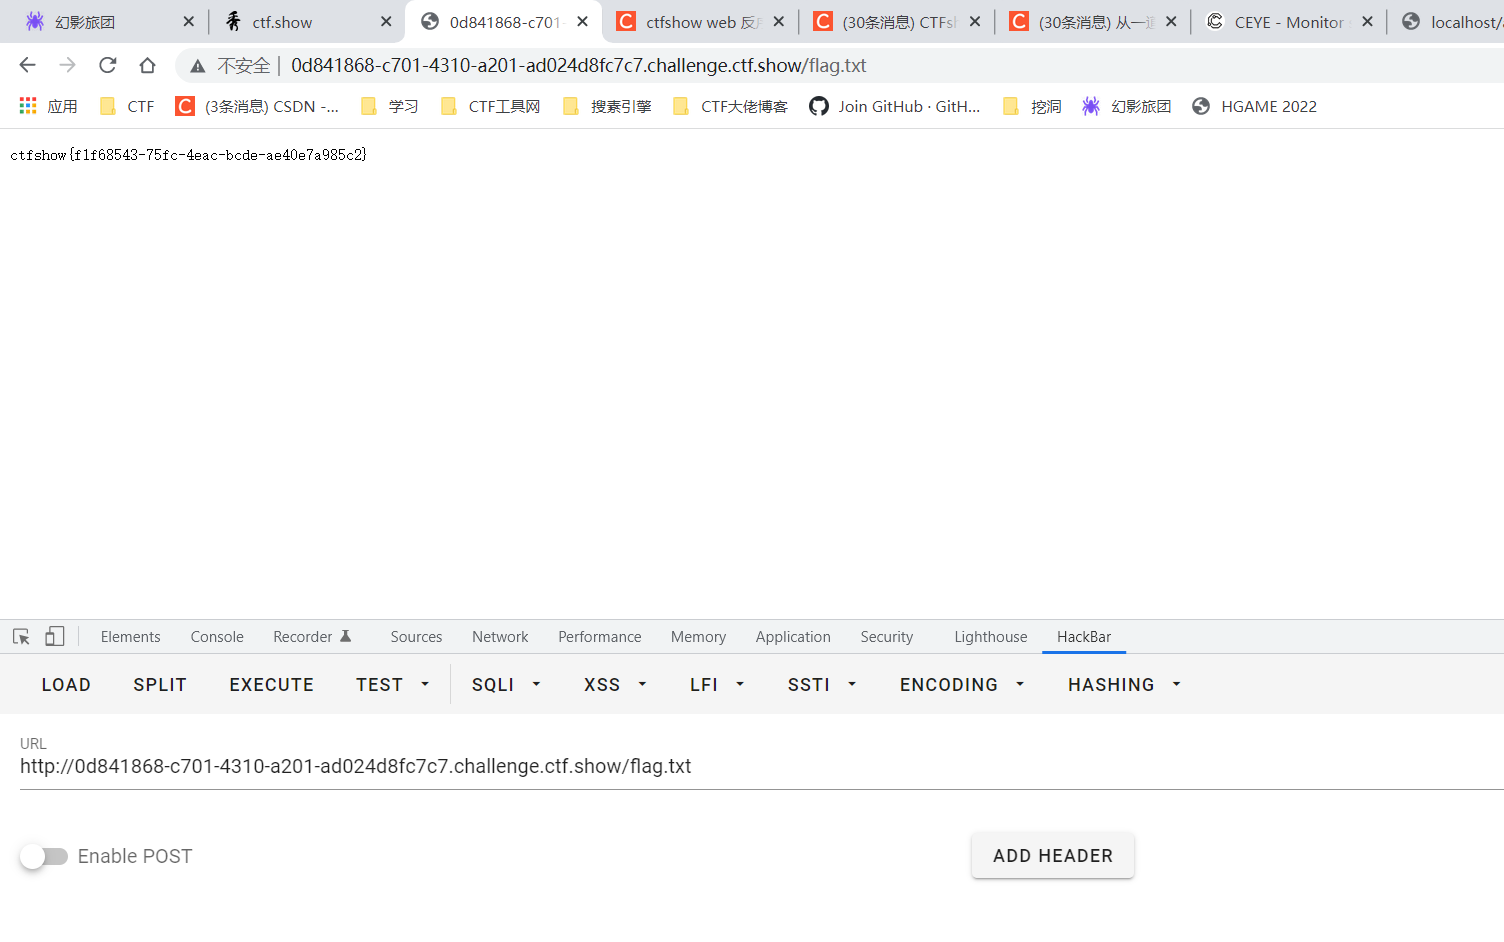 幻影旅团 ctf.show 0d841868-c701- ctfshow web 反 (30条消息) CTFsh (30条消息) 从一道 CEYE - Monitor s localhost/
不安全 | 0d841868-c701-4310-a201-ad024d8fc7c7.challenge.ctf.show/flag.txt
应用 CTF (3条消息) CSDN -... 学习 CTF工具网 搜素引擎 CTF大佬博客 Join GitHub · GitH... 挖洞 幻影旅团 HGAME 2022
ctfshow{f1f68543-75fc-4eac-bcde-ae40e7a985c2}
Elements Console Recorder Sources Network Performance Memory Application Security Lighthouse HackBar
LOAD SPLIT EXECUTE TEST SQLI XSS LFI SSTI ENCODING HASHING
URL
http://0d841868-c701-4310-a201-ad024d8fc7c7.challenge.ctf.show/flag.txt
Enable POST ADD HEADER